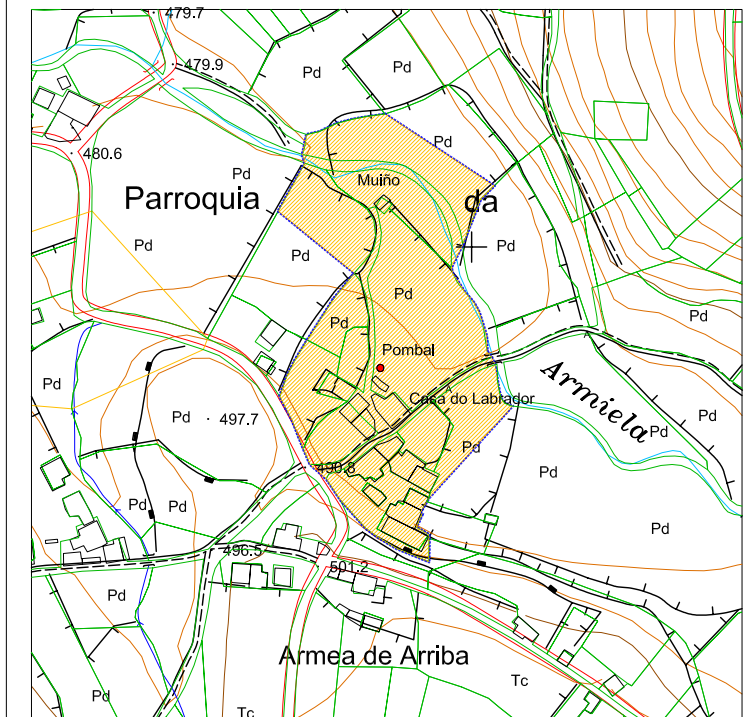 479.7
479.9
Pd
Pd
480.6
Pd
Pd
Muiño
Parroquia da
Pd
Pd
Pd
Pd
Pd
Pd
Pombal
Pd
Casa do Labrador
Armiela
Pd
497.7
Pd
Pd
Pd
490.8
Pd
Pd
Pd
Pd
496.5
501.2
Pd
Armea de Arriba
Tc
Pd
Tc